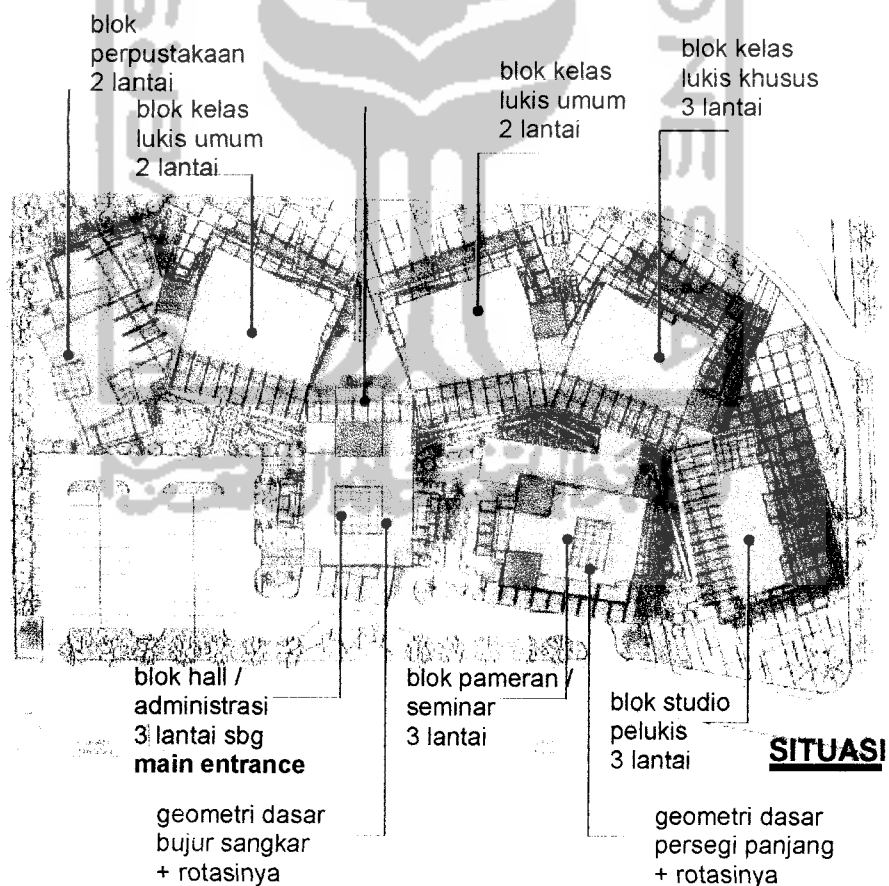 blok
perpustakaan
2 lantai
blok kelas
lukis umum
2 lantai
blok kelas
lukis umum
2 lantai
blok kelas
lukis khusus
3 lantai
blok hall /
administrasi
3 lantai sbg
main entrance
blok pameran /
seminar
3 lantai
blok studio
pelukis
3 lantai
SITUASI
geometri dasar
bujur sangkar
+ rotasinya
geometri dasar
persegi panjang
+ rotasinya